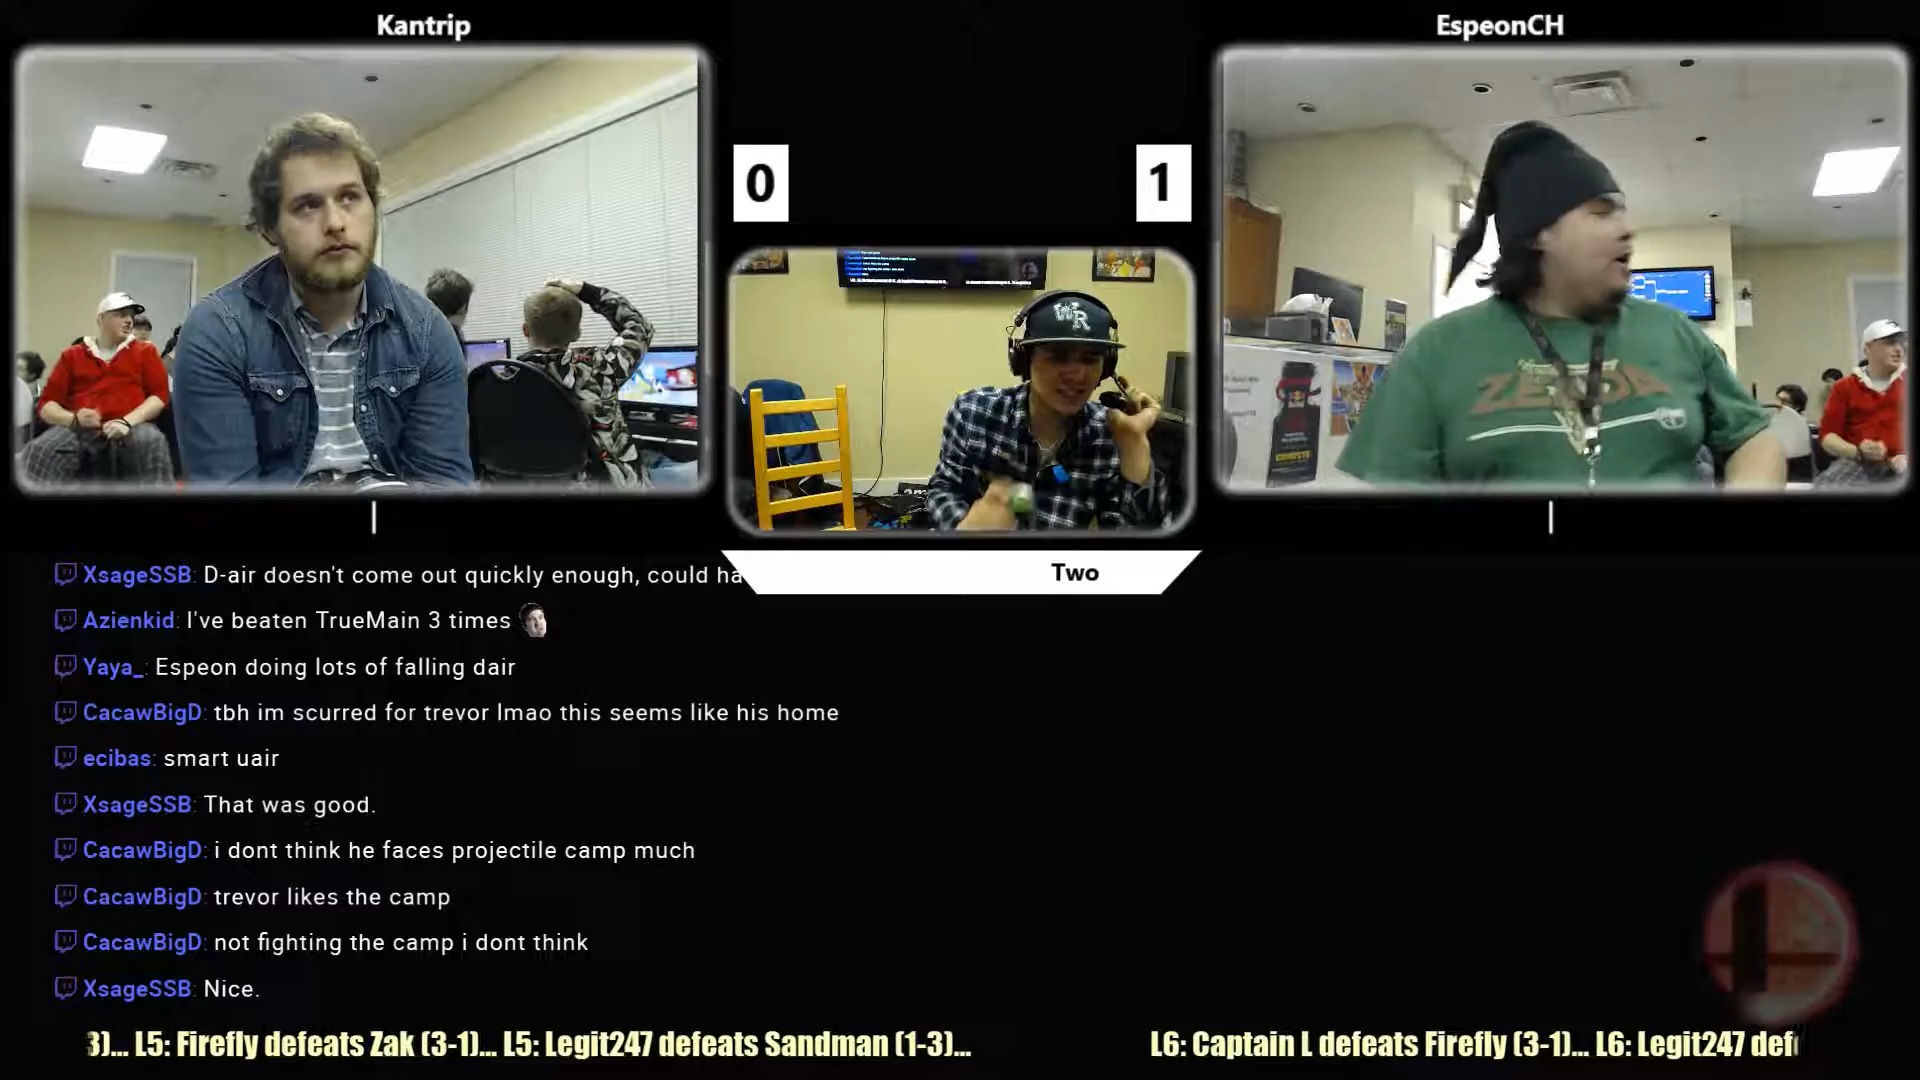 Kantrip
EspeonCH
0
1
WR
ZELDA
Two
XsageSSB: D-air doesn't come out quickly enough, could ha
Azienkid: I've beaten TrueMain 3 times
Yaya_: Espeon doing lots of falling dair
CacawBigD: tbh im scurred for trevor lmao this seems like his home
ecibas: smart uair
XsageSSB: That was good.
CacawBigD: i dont think he faces projectile camp much
CacawBigD: trevor likes the camp
CacawBigD: not fighting the camp i dont think
XsageSSB: Nice.
3)... L5: Firefly defeats Zak (3-1)... L5: Legit247 defeats Sandman (1-3)... L6: Captain L defeats Firefly (3-1)... L6: Legit247 def